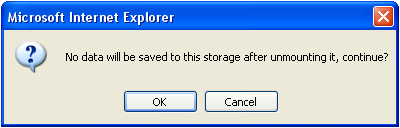 Microsoft Internet Explorer
No data will be saved to this storage after unmounting it, continue?
OK
Cancel